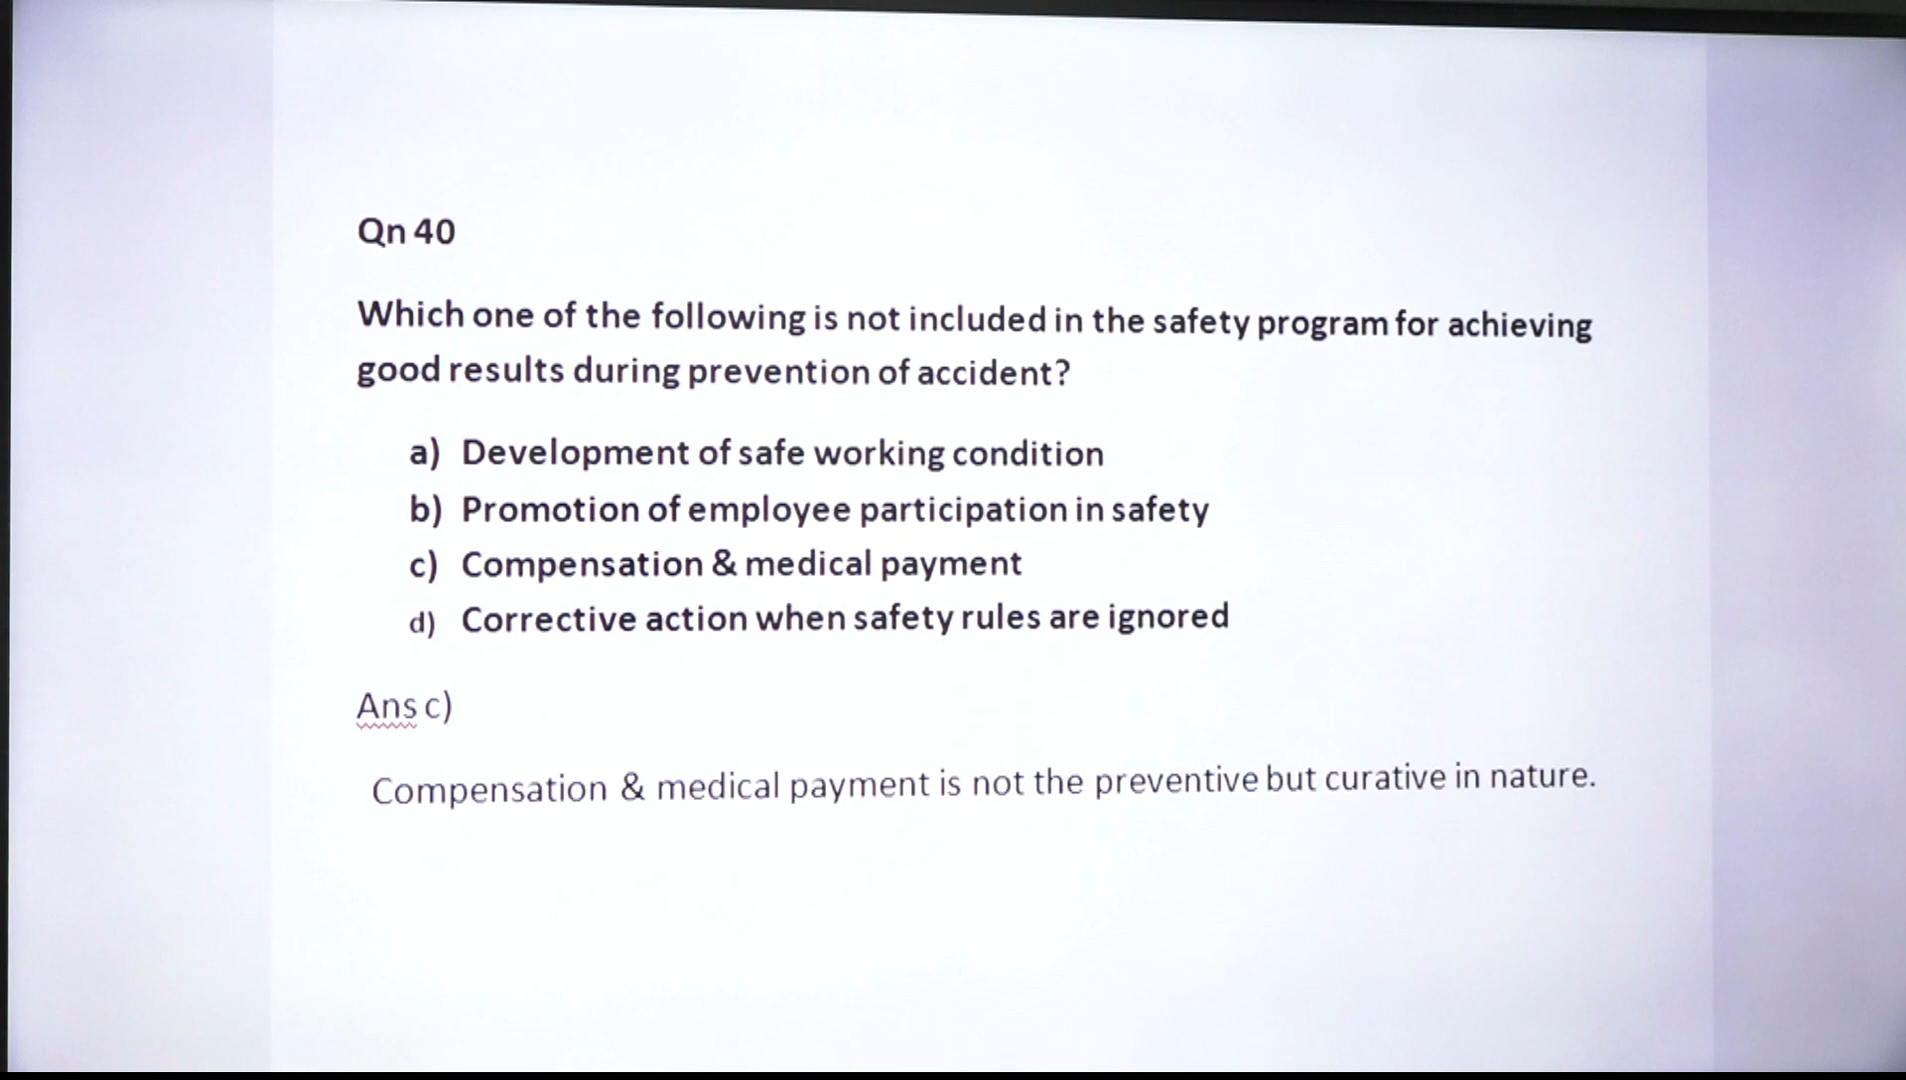 Qn 40
Which one of the following is not included in the safety program for achieving
good results during prevention of accident?
a) Development of safe working condition
b) Promotion of employee participation in safety
c) Compensation & medical payment
d) Corrective action when safety rules are ignored
Ans c)
Compensation & medical payment is not the preventive but curative in nature.